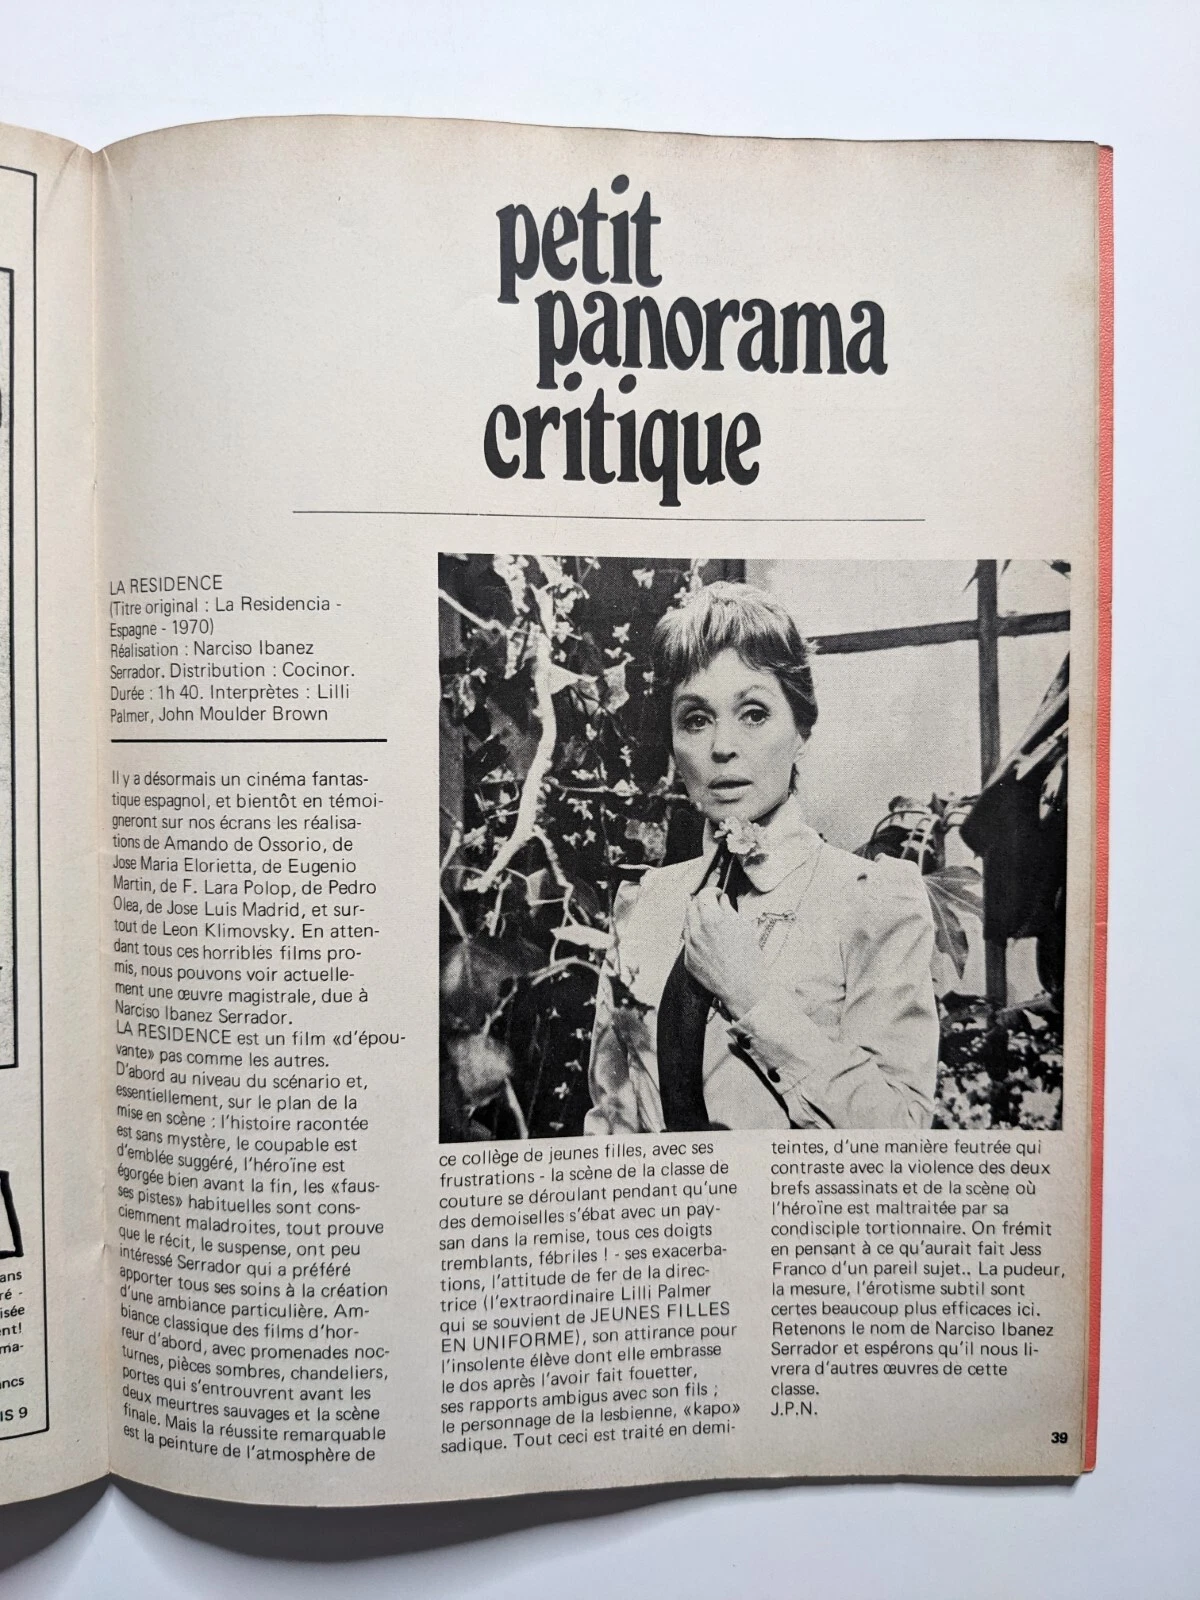 petit
panorama
critique
LA RESIDENCE
(Titre original : La Residencia -
Espagne - 1970)
Réalisation : Narciso Ibanez
Serrador. Distribution : Cocinor.
Durée : 1h 40. Interprètes : Lilli
Palmer, John Moulder Brown
Il y a désormais un cinéma fantas-
tique espagnol, et bientôt en témoi-
gneront sur nos écrans les réalisa-
tions de Amando de Ossorio, de
Jose Maria Elorietta, de Eugenio
Martin, de F. Lara Polop, de Pedro
Olea, de Jose Luis Madrid, et sur-
tout de Leon Klimovsky. En atten-
dant tous ces horribles films pro-
mis, nous pouvons voir actuelle-
ment une œuvre magistrale, due à
Narciso Ibanez Serrador.
LA RESIDENCE est un film «d'épou-
vante» pas comme les autres.
D'abord au niveau du scénario et,
essentiellement, sur le plan de la
mise en scène : l'histoire racontée
est sans mystère, le coupable est
d'emblée suggéré, l'héroïne est
égorgée bien avant la fin, les «faus-
ses pistes» habituelles sont cons-
ciemment maladroites, tout prouve
que le récit, le suspense, ont peu
intéressé Serrador qui a préféré
apporter tous ses soins à la création
d'une ambiance particulière. Am-
biance classique des films d'hor-
reur d'abord, avec promenades noc-
turnes, pièces sombres, chandeliers,
portes qui s'entrouvrent avant les
deux meurtres sauvages et la scène
finale. Mais la réussite remarquable
est la peinture de l'atmosphère de
ce collège de jeunes filles, avec ses
frustrations - la scène de la classe de
couture se déroulant pendant qu'une
des demoiselles s'ébat avec un pay-
san dans la remise, tous ces doigts
tremblants, fébriles ! - ses exacerba-
tions, l'attitude de fer de la direc-
trice (l'extraordinaire Lilli Palmer
qui se souvient de JEUNES FILLES
EN UNIFORME), son attirance pour
l'insolente élève dont elle embrasse
le dos après l'avoir fait fouetter,
ses rapports ambigus avec son fils ;
le personnage de la lesbienne, «kapo»
sadique. Tout ceci est traité en demi-
teintes, d'une manière feutrée qui
contraste avec la violence des deux
brefs assassinats et de la scène où
l'héroïne est maltraitée par sa
condisciple tortionnaire. On frémit
en pensant à ce qu'aurait fait Jess
Franco d'un pareil sujet.. La pudeur,
la mesure, l'érotisme subtil sont
certes beaucoup plus efficaces ici.
Retenons le nom de Narciso Ibanez
Serrador et espérons qu'il nous li-
vrera d'autres œuvres de cette
classe.
J.P.N.
39
ans
ré -
isée
ent!
ma-
ncs
IS 9